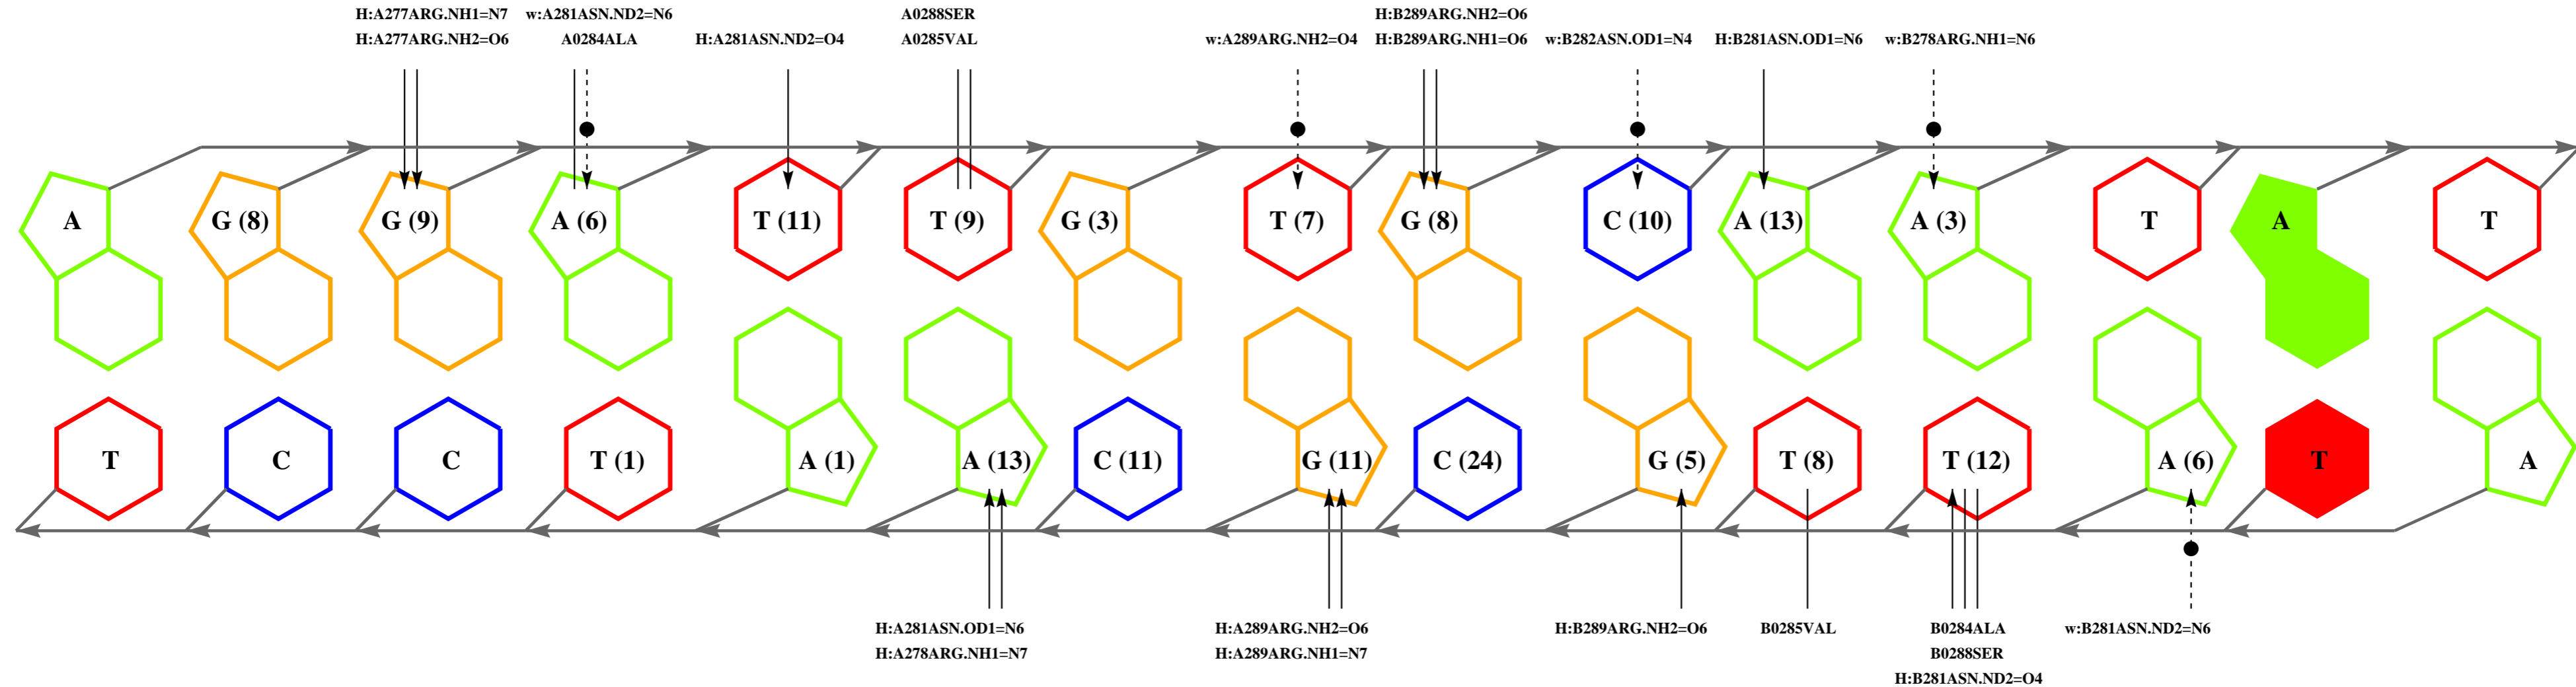 H:A277ARG.NH1=N7 w:A281ASN.ND2=N6 A0288SER H:B289ARG.NH2=O6
H:A277ARG.NH2=O6 A0284ALA H:A281ASN.ND2=O4 A0285VAL w:A289ARG.NH2=O4 H:B289ARG.NH1=O6 w:B282ASN.OD1=N4 H:B281ASN.OD1=N6 w:B278ARG.NH1=N6
A G (8) G (9) A (6) T (11) T (9) G (3) T (7) G (8) C (10) A (13) A (3) T A T
T C C T (1) A (1) A (13) C (11) G (11) C (24) G (5) T (8) T (12) A (6) T A
H:A281ASN.OD1=N6 H:A289ARG.NH2=O6 H:B289ARG.NH2=O6 B0285VAL B0284ALA w:B281ASN.ND2=N6
H:A278ARG.NH1=N7 H:A289ARG.NH1=N7 B0288SER
H:B281ASN.ND2=O4